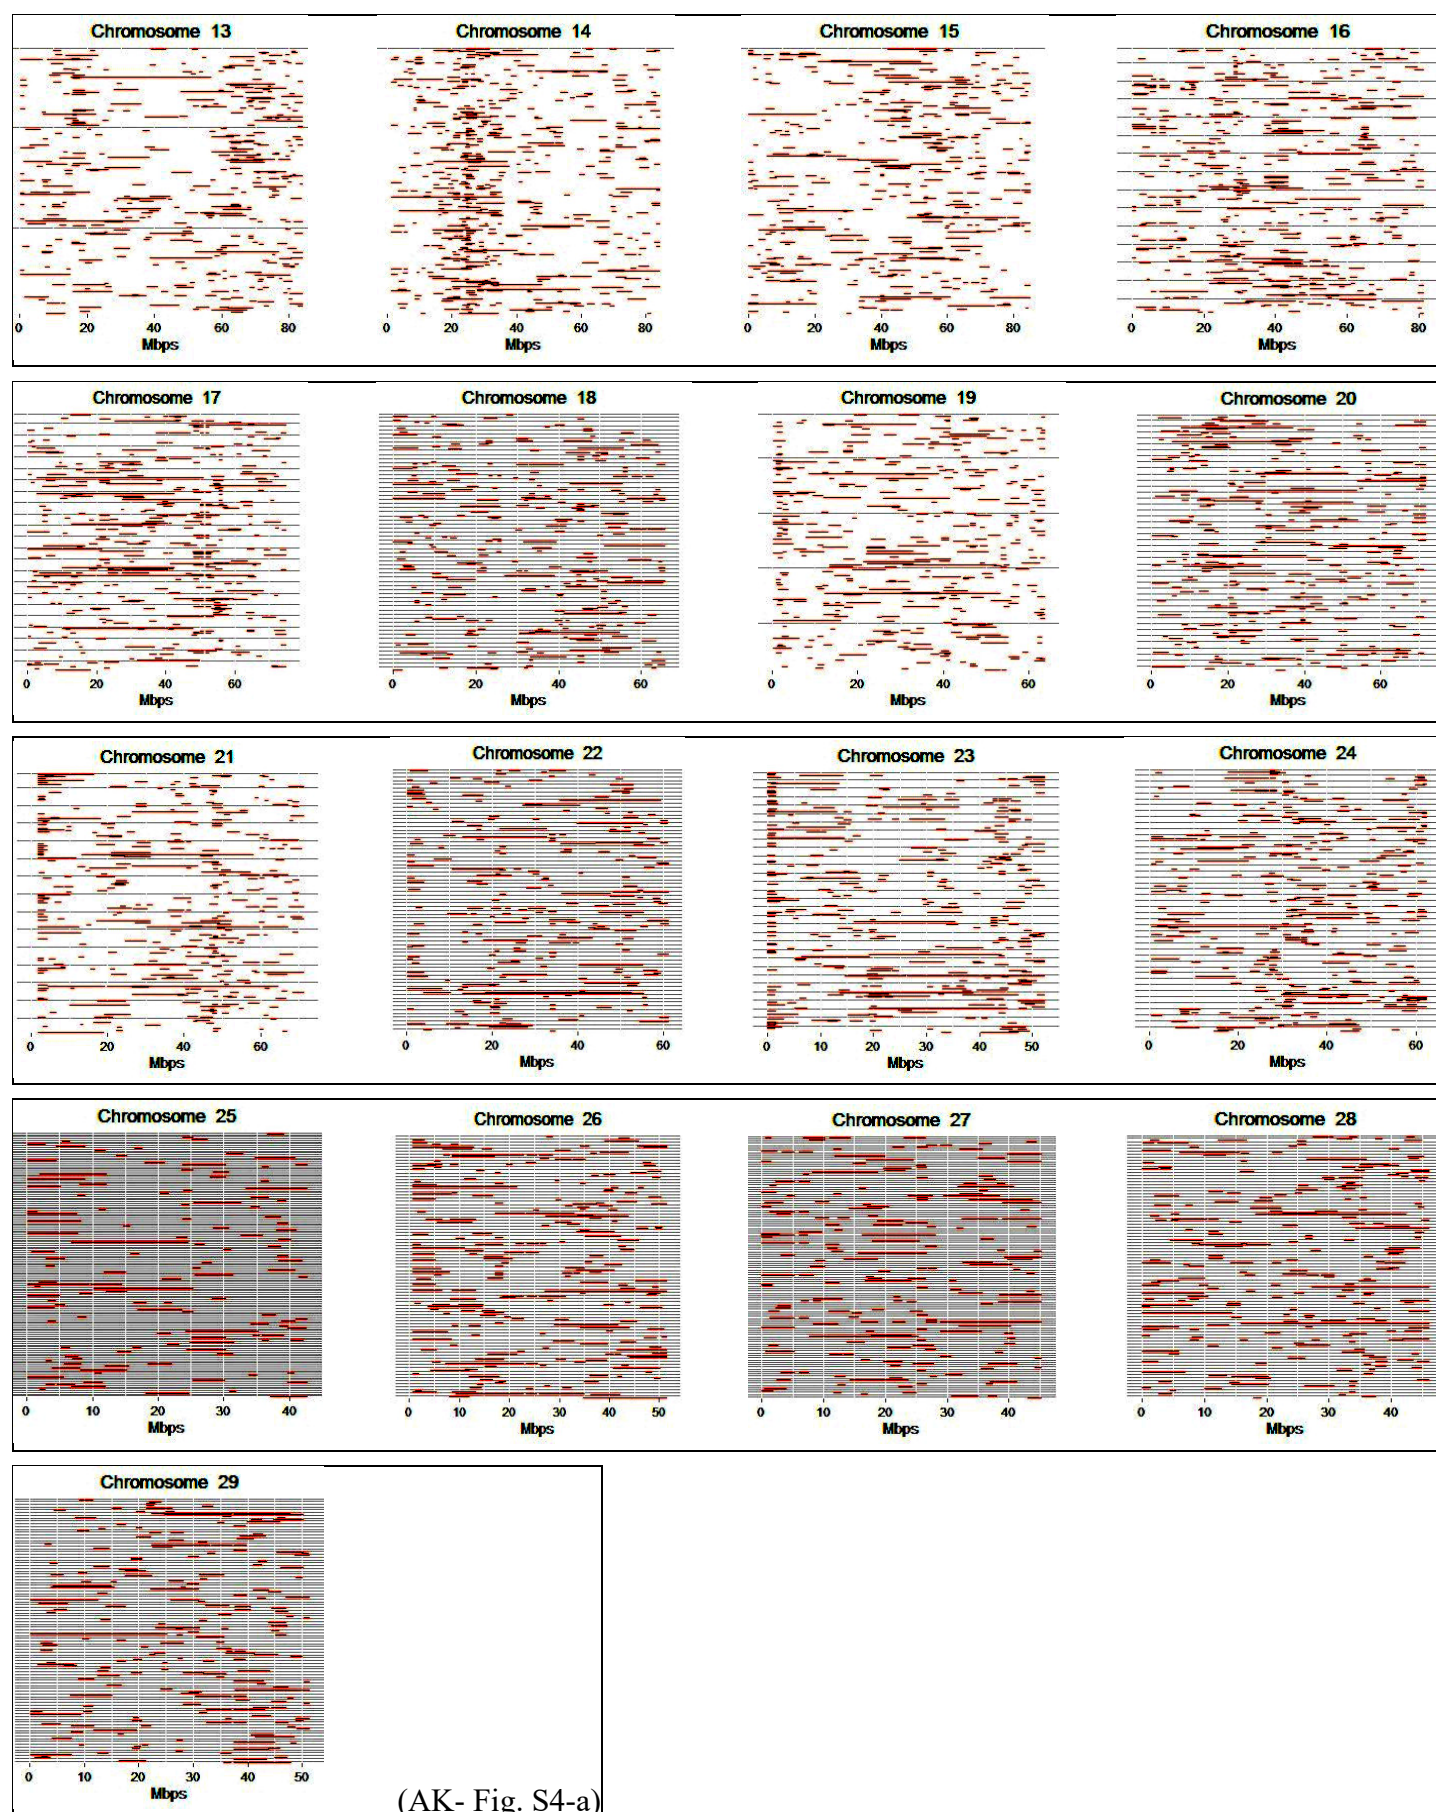 Chromosome 13 Chromosome 14 Chromosome 15 Chromosome 16
0 20 40 60 80 0 20 40 60 80 0 20 40 60 80 0 20 40 60 80
Mbps Mbps Mbps Mbps
Chromosome 17 Chromosome 18 Chromosome 19 Chromosome 20
0 20 40 60 0 20 40 60 0 20 40 60 0 20 40 60
Mbps Mbps Mbps Mbps
Chromosome 21 Chromosome 22 Chromosome 23 Chromosome 24
0 20 40 60 0 20 40 60 0 10 20 30 40 50 0 20 40 60
Mbps Mbps Mbps Mbps
Chromosome 25 Chromosome 26 Chromosome 27 Chromosome 28
0 10 20 30 40 0 10 20 30 40 50 0 10 20 30 40 0 10 20 30 40
Mbps Mbps Mbps Mbps
Chromosome 29
0 10 20 30 40 50
Mbps
(AK- Fig. S4-a)